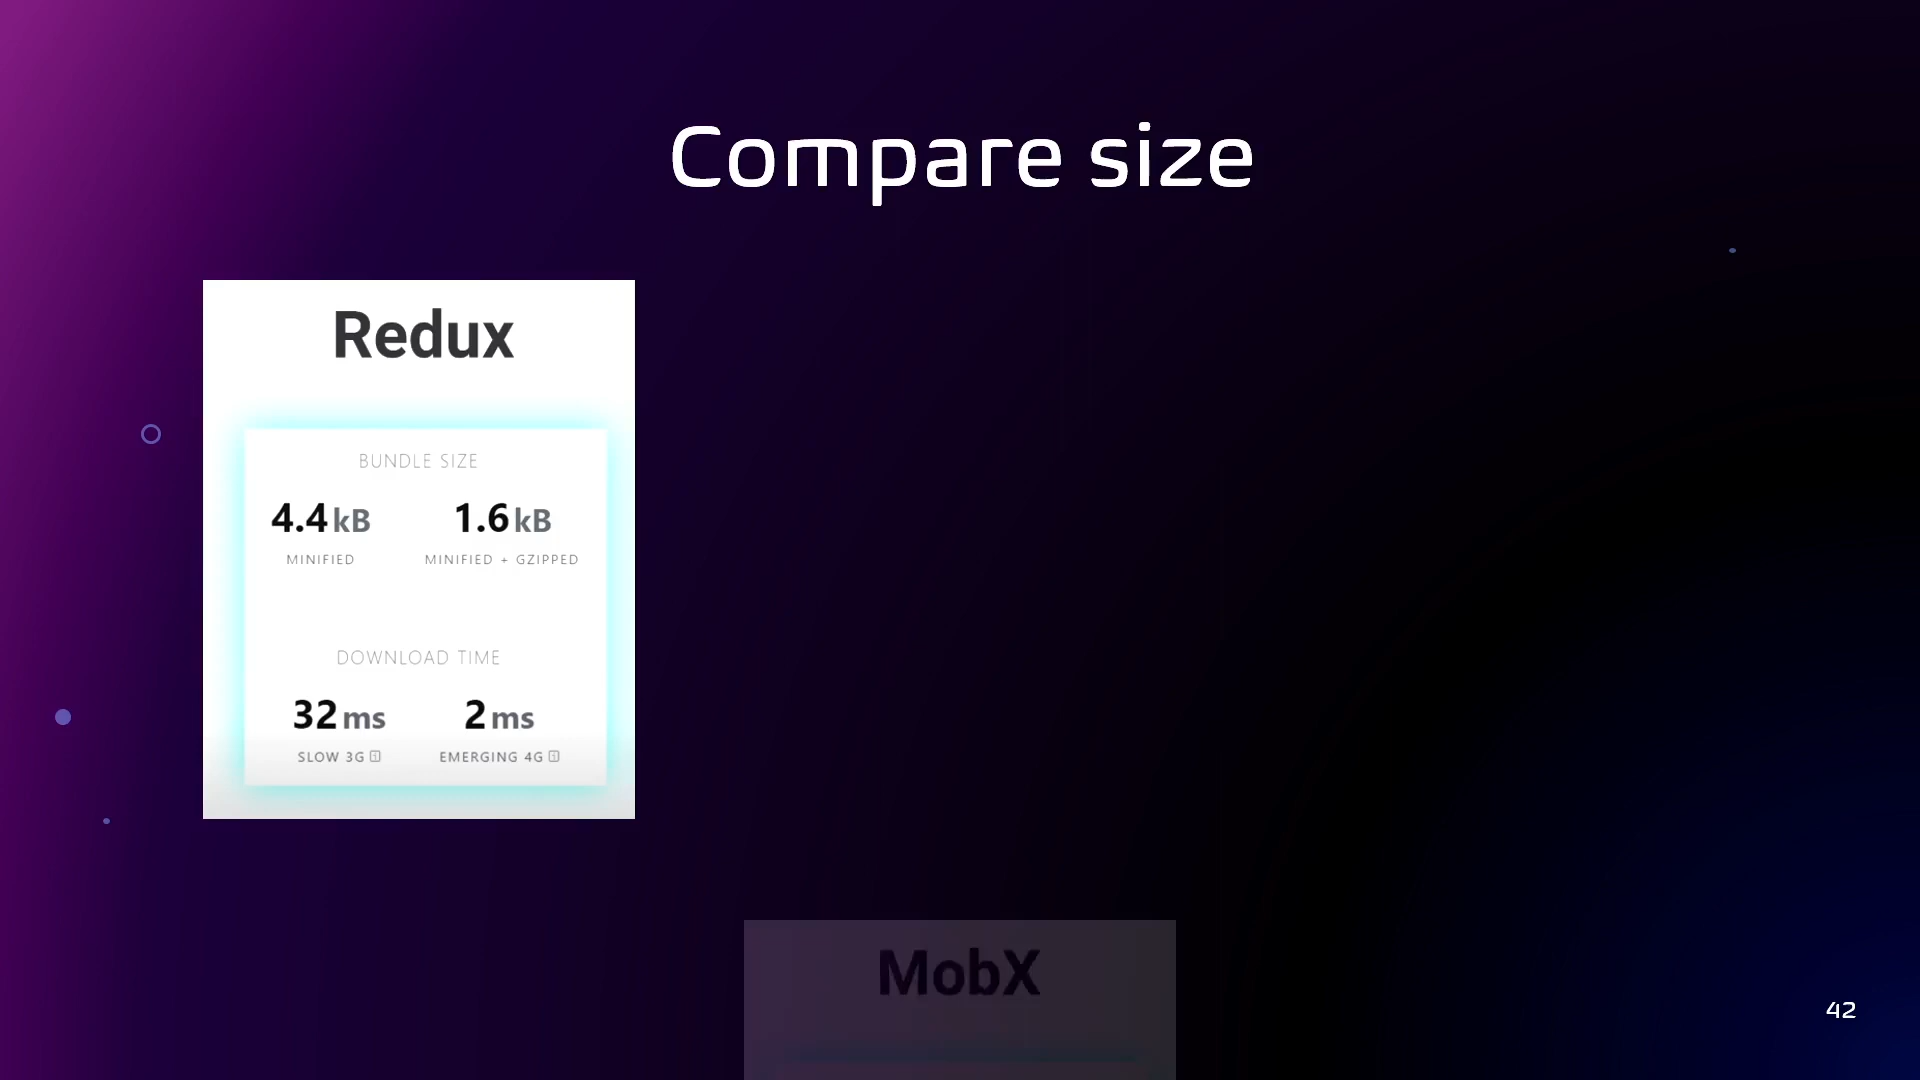 Compare size
Redux
BUNDLE SIZE
4.4 kB 1.6 kB
MINIFIED MINIFIED + GZIPPED
DOWNLOAD TIME
32 ms 2 ms
SLOW 3G EMERGING 4G
MobX
42